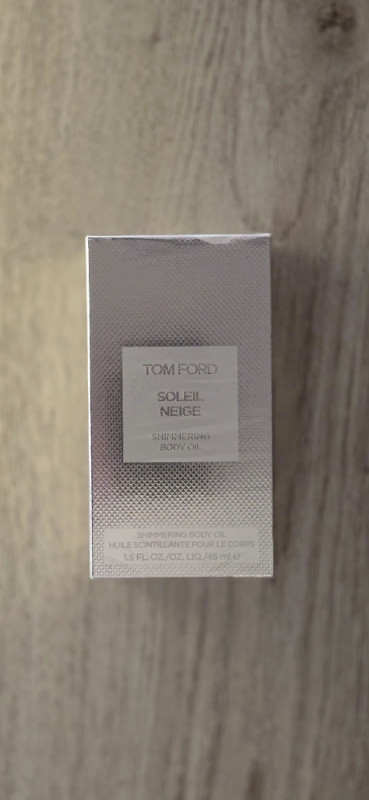 TOM FORD
SOLEIL
NEIGE
SHIMMERING
BODY OIL
SHIMMERING BODY OIL
HUILE SCINTILLANTE POUR LE CORPS
1.5 FL. OZ./OZ. LIQ./45 ml ℮